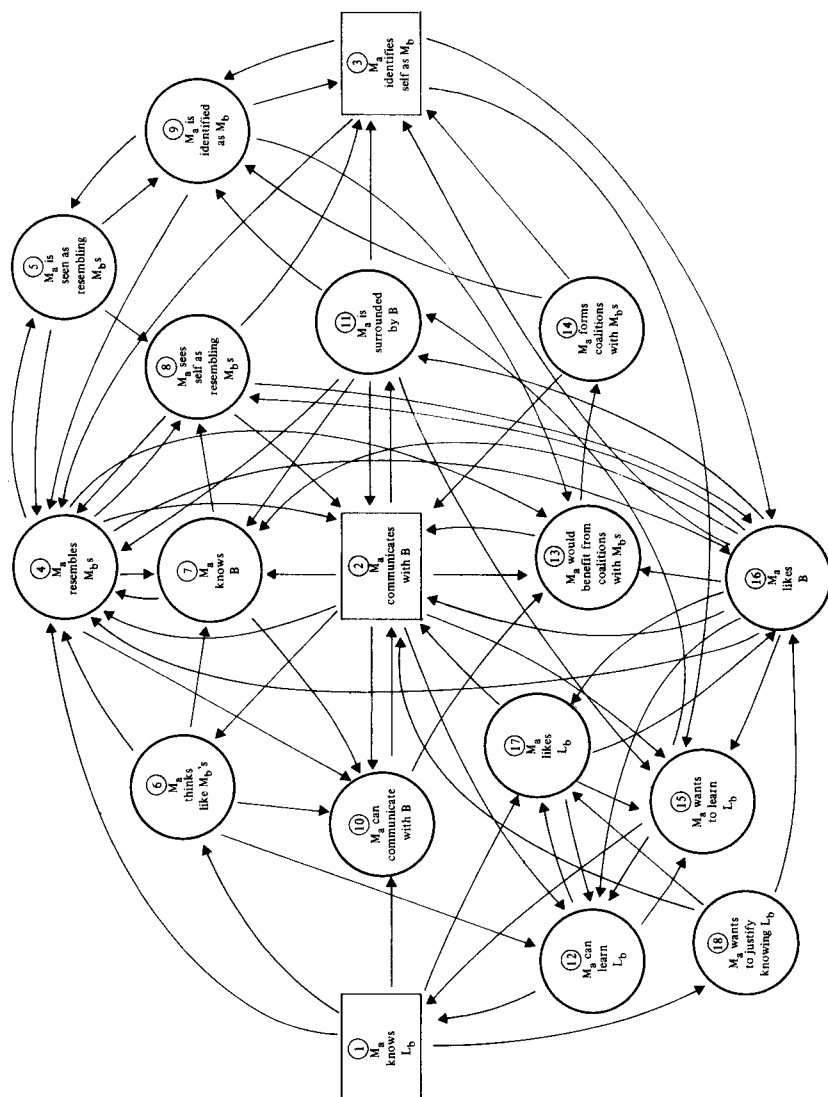 1
Ma
knows
Lb
2
Ma
communicates
with B
3
Ma
identifies
self as Mb
4
Ma
resembles
Mbs
5
Ma is
seen as
resembling
Mbs
6
Ma
thinks
like Mb's
7
Ma
knows
B
8
Ma sees
self as
resembling
Mbs
9
Ma is
identified
as Mb
10
Ma can
communicate
with B
11
Ma is
surrounded
by B
12
Ma can
learn
Lb
13
Ma would
benefit from
coalitions
with Mbs
14
Ma forms
coalitions
with Mbs
15
Ma wants
to learn
Lb
16
Ma
likes
B
17
Ma
likes
Lb
18
Ma wants
to justify
knowing Lb